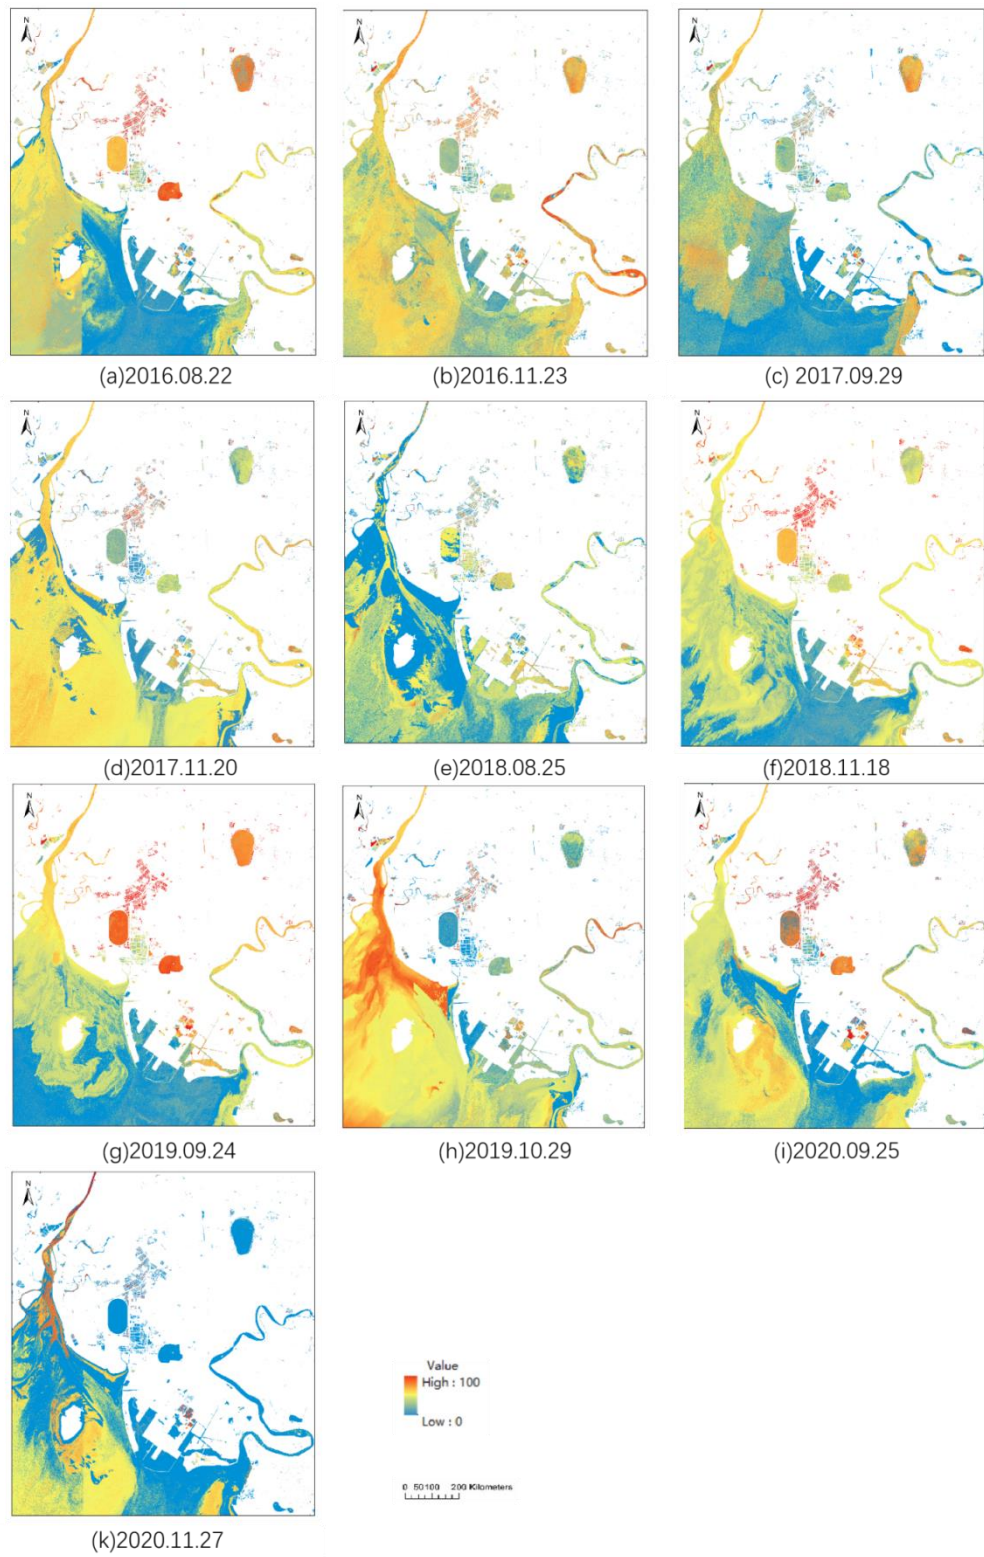 N
N
N
(a)2016.08.22
(b)2016.11.23
(c) 2017.09.29
N
N
N
(d)2017.11.20
(e)2018.08.25
(f)2018.11.18
N
N
N
(g)2019.09.24
(h)2019.10.29
(i)2020.09.25
N
Value
High : 100
Low : 0
0 50100 200 Kilometers
(k)2020.11.27